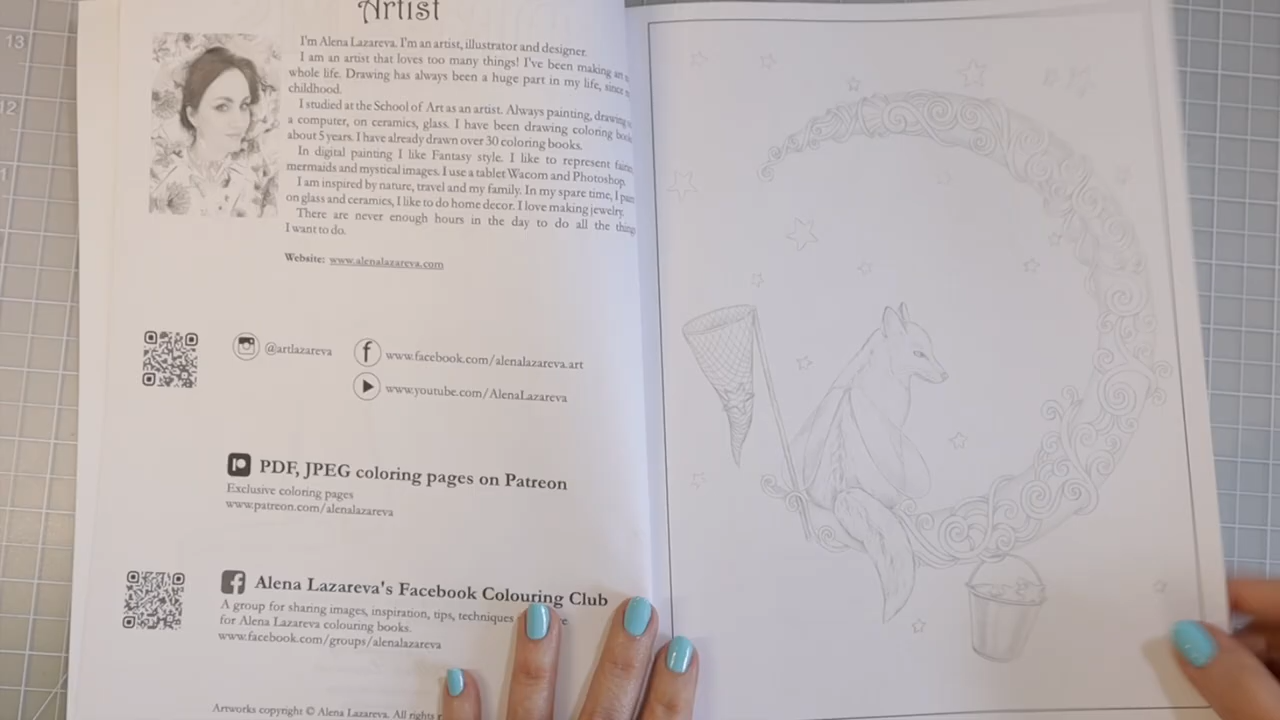 Artist
I'm Alena Lazareva. I'm an artist, illustrator and designer.
I am an artist that loves too many things! I've been making art
whole life. Drawing has always been a huge part in my life, since
childhood.
I studied at the School of Art as an artist. Always painting, drawing
a computer, on ceramics, glass. I have been drawing coloring
about 5 years. I have already drawn over 30 coloring books.
In digital painting I like Fantasy style. I like to represent
mermaids and mystical images. I use a tablet Wacom and Photoshop.
I am inspired by nature, travel and my family. In my spare time, I
on glass and ceramics, I like to do home decor. I love making jewelry.
There are never enough hours in the day to do all the
I want to do.
Website: www.alenalazareva.com
@artlazareva
www.facebook.com/alenalazareva.art
www.youtube.com/AlenaLazareva
PDF, JPEG coloring pages on Patreon
Exclusive coloring pages
www.patreon.com/alenalazareva
Alena Lazareva's Facebook Colouring Club
A group for sharing images, inspiration, tips, techniques
for Alena Lazareva colouring books.
www.facebook.com/groups/alenalazareva
Artworks copyright © Alena Lazareva. All rights
13
12